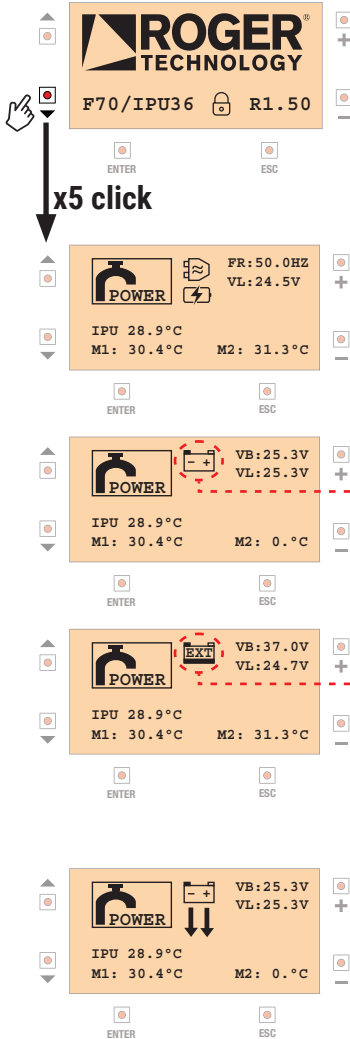 ROGER®
TECHNOLOGY
F70/IPU36 R1.50
+
-
ENTER ESC
x5 click
FR:50.0HZ
VL:24.5V
POWER
IPU 28.9°C
M1: 30.4°C M2: 31.3°C
+
-
ENTER ESC
- +
VB:25.3V
VL:25.3V
POWER
IPU 28.9°C
M1: 30.4°C M2: 0.°C
+
-
ENTER ESC
EXT
VB:37.0V
VL:24.7V
POWER
IPU 28.9°C
M1: 30.4°C M2: 31.3°C
+
-
ENTER ESC
- +
VB:25.3V
VL:25.3V
POWER
IPU 28.9°C
M1: 30.4°C M2: 0.°C
+
-
ENTER ESC